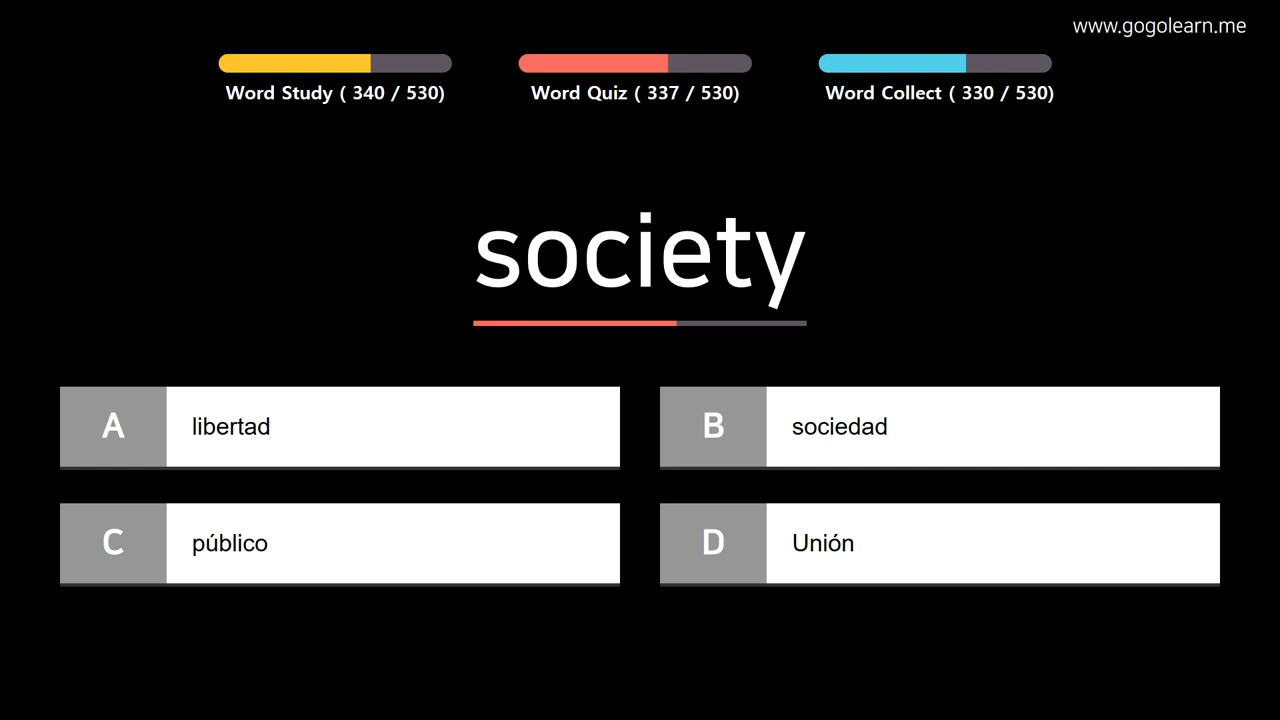 www.gogolearn.me
Word Study ( 340 / 530)
Word Quiz ( 337 / 530)
Word Collect ( 330 / 530)
society
A
libertad
B
sociedad
C
público
D
Unión